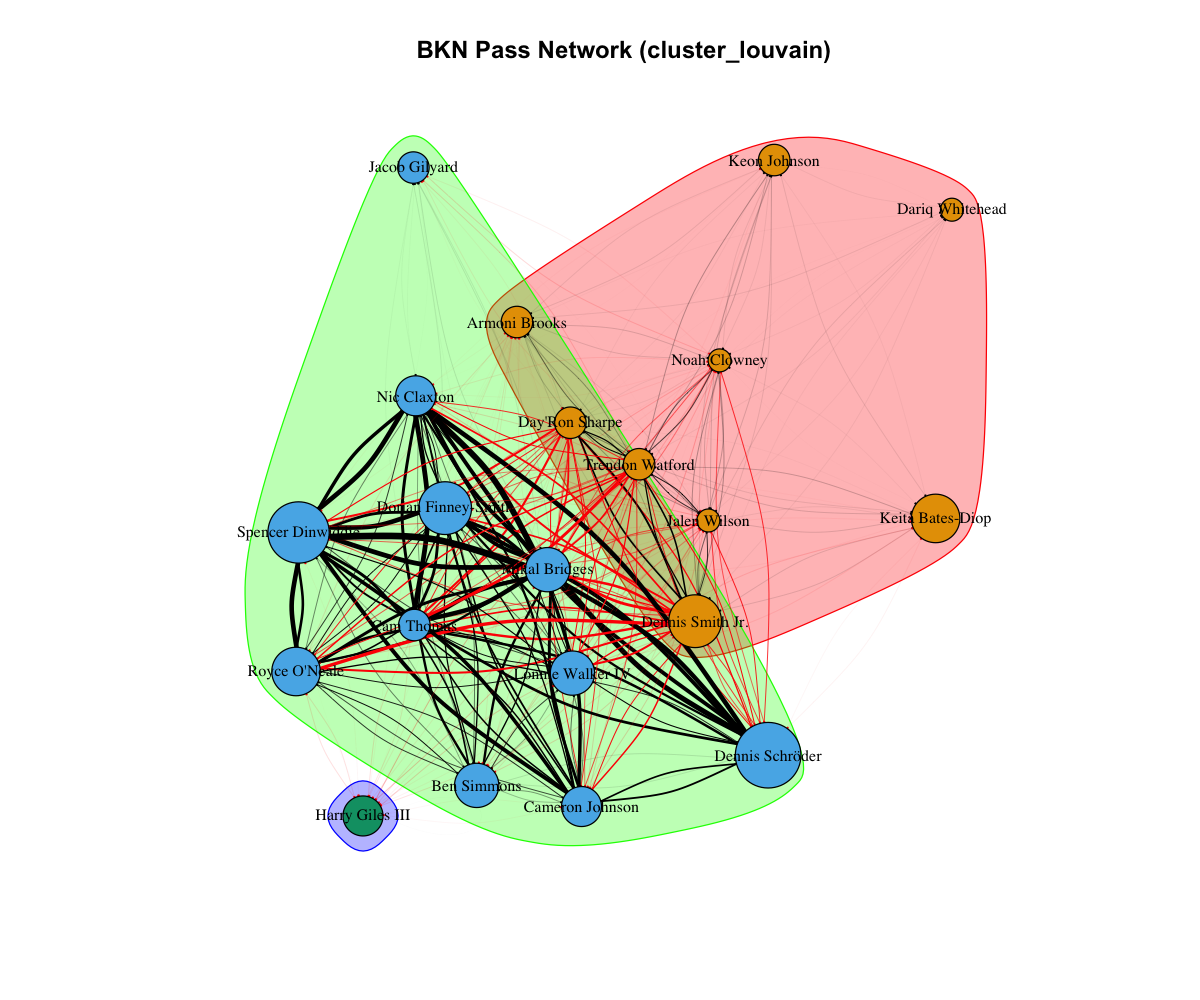 BKN Pass Network (cluster_louvain)
Jacob Gilyard
Keon Johnson
Dariq Whitehead
Armoni Brooks
Noah Clowney
Nic Claxton
Day'Ron Sharpe
Trendon Watford
Dorian Finney-Smith
Jalen Wilson
Keita Bates-Diop
Spencer Dinwiddie
Mikal Bridges
Cam Thomas
Dennis Smith Jr.
Royce O'Neale
Lonnie Walker IV
Dennis Schröder
Ben Simmons
Cameron Johnson
Harry Giles III